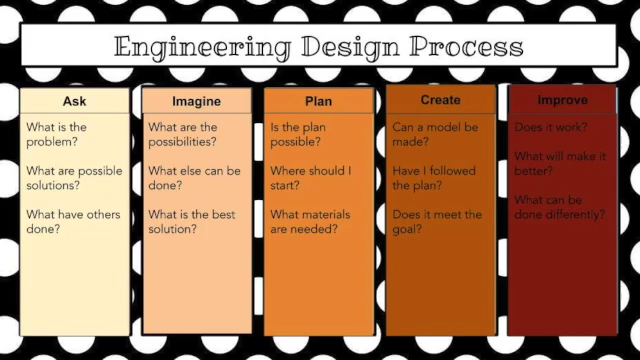 Engineering Design Process
Ask
What is the
problem?
What are possible
solutions?
What have others
done?
Imagine
What are the
possibilities?
What else can be
done?
What is the best
solution?
Plan
Is the plan
possible?
Where should I
start?
What materials
are needed?
Create
Can a model be
made?
Have I followed
the plan?
Does it meet the
goal?
Improve
Does it work?
What will make it
better?
What can be
done differently?